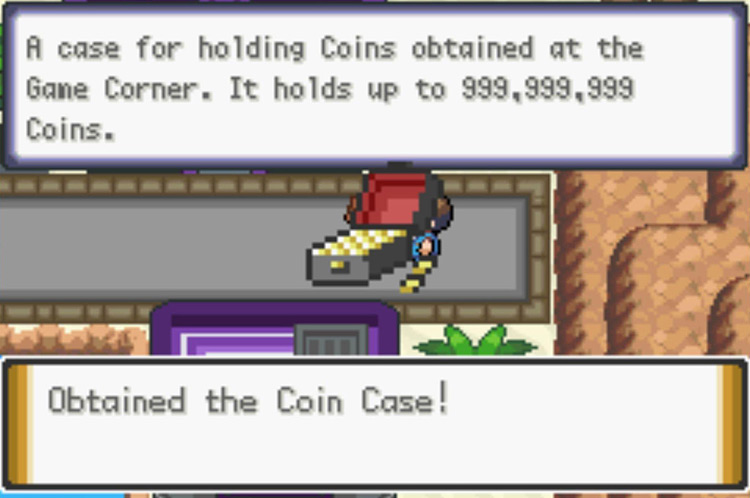 A case for holding Coins obtained at the
Game Corner. It holds up to 999,999,999
Coins.
Obtained the Coin Case!